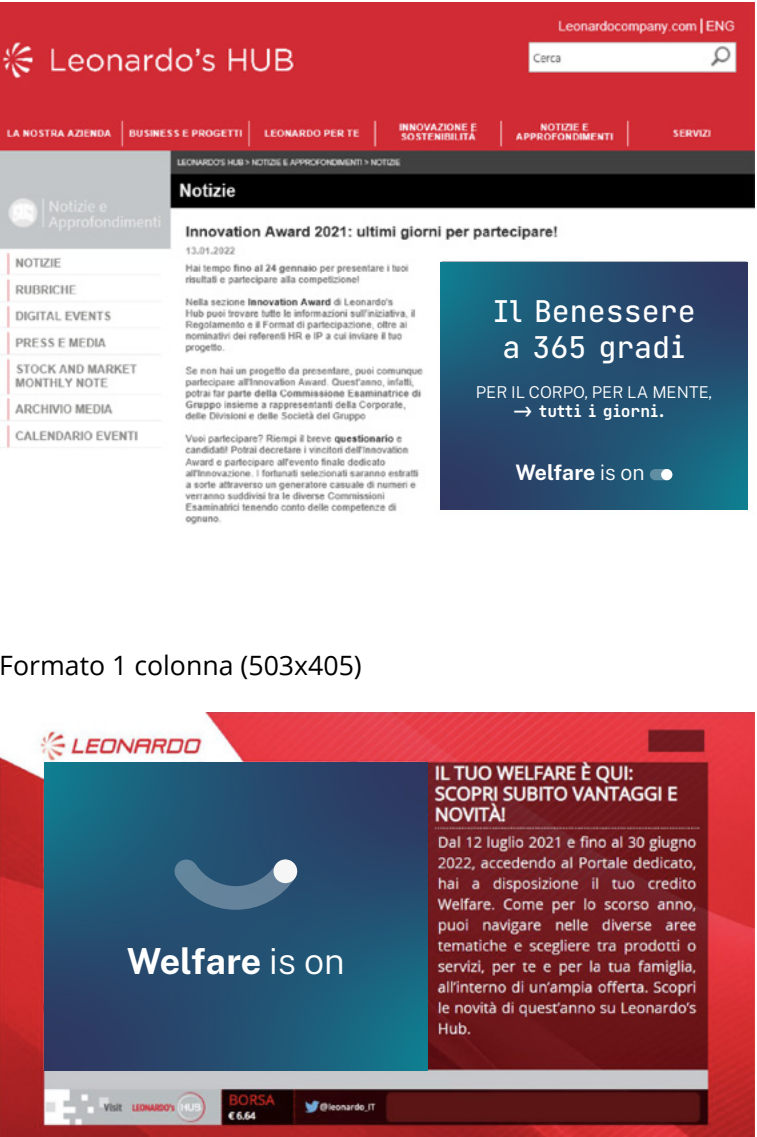 Leonardocompany.com | ENG
Leonardo's HUB
Cerca
LA NOSTRA AZIENDA
BUSINESS E PROGETTI
LEONARDO PER TE
INNOVAZIONE E
SOSTENIBILITÀ
NOTIZIE E
APPROFONDIMENTI
SERVIZI
LEONARDO'S HUB > NOTIZIE E APPROFONDIMENTI > NOTIZIE
Notizie e
Approfondimenti
Notizie
NOTIZIE
RUBRICHE
DIGITAL EVENTS
PRESS E MEDIA
STOCK AND MARKET
MONTHLY NOTE
ARCHIVIO MEDIA
CALENDARIO EVENTI
Innovation Award 2021: ultimi giorni per partecipare!
13.01.2022
Hai tempo fino al 24 gennaio per presentare i tuoi
risultati e partecipare alla competizione!
Nella sezione Innovation Award di Leonardo's
Hub puoi trovare tutte le informazioni sull'iniziativa, il
Regolamento e il Format di partecipazione, oltre ai
nominativi dei referenti HR e IP a cui inviare il tuo
progetto.
Se non hai un progetto da presentare, puoi comunque
partecipare all'Innovation Award. Quest'anno, infatti,
potrai far parte della Commissione Esaminatrice di
Gruppo insieme a rappresentanti della Corporate,
delle Divisioni e delle Società del Gruppo
Vuoi partecipare? Riempi il breve questionario e
candidati! Potrai decretare i vincitori dell'Innovation
Award e partecipare all'evento finale dedicato
all'Innovazione. I fortunati selezionati saranno estratti
a sorte attraverso un generatore casuale di numeri e
verranno suddivisi tra le diverse Commissioni
Esaminatrici tenendo conto delle competenze di
ognuno.
Il Benessere
a 365 gradi
PER IL CORPO, PER LA MENTE,
→ tutti i giorni.
Welfare is on
Formato 1 colonna (503x405)
LEONARDO
Welfare is on
IL TUO WELFARE È QUI:
SCOPRI SUBITO VANTAGGI E
NOVITÀ!
Dal 12 luglio 2021 e fino al 30 giugno
2022, accedendo al Portale dedicato,
hai a disposizione il tuo credito
Welfare. Come per lo scorso anno,
puoi navigare nelle diverse aree
tematiche e scegliere tra prodotti o
servizi, per te e per la tua famiglia,
all'interno di un'ampia offerta. Scopri
le novità di quest'anno su Leonardo's
Hub.
Visit LEONARDO's HUB
BORSA
€ 6.64
@leonardo_IT